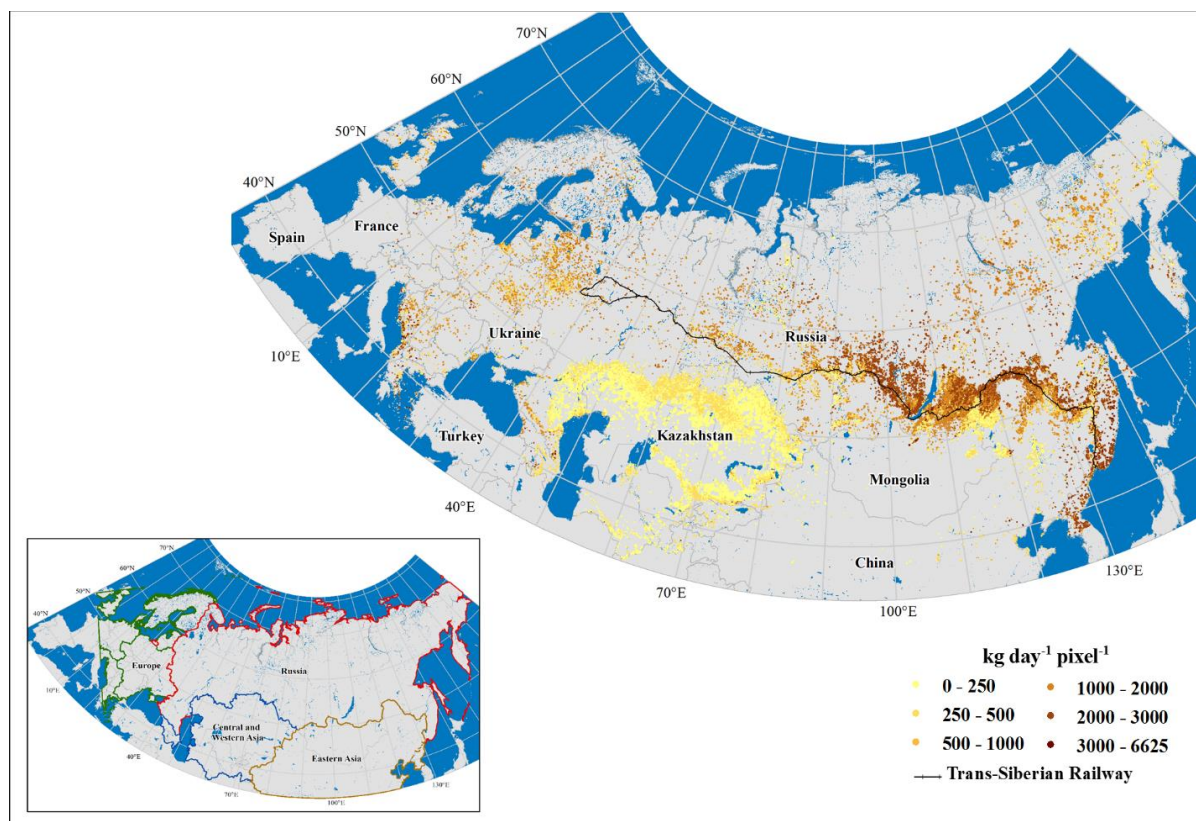 70°N
60°N
50°N
40°N
Spain
France
10°E
Ukraine
Turkey
40°E
Russia
Kazakhstan
Mongolia
China
70°E
100°E
130°E
kg day⁻¹ pixel⁻¹
0 - 250
250 - 500
500 - 1000
1000 - 2000
2000 - 3000
3000 - 6625
Trans-Siberian Railway
70°N
60°N
50°N
40°N
Europe
Russia
10°E
Central and
Western Asia
Eastern Asia
40°E
70°E
100°E
130°E